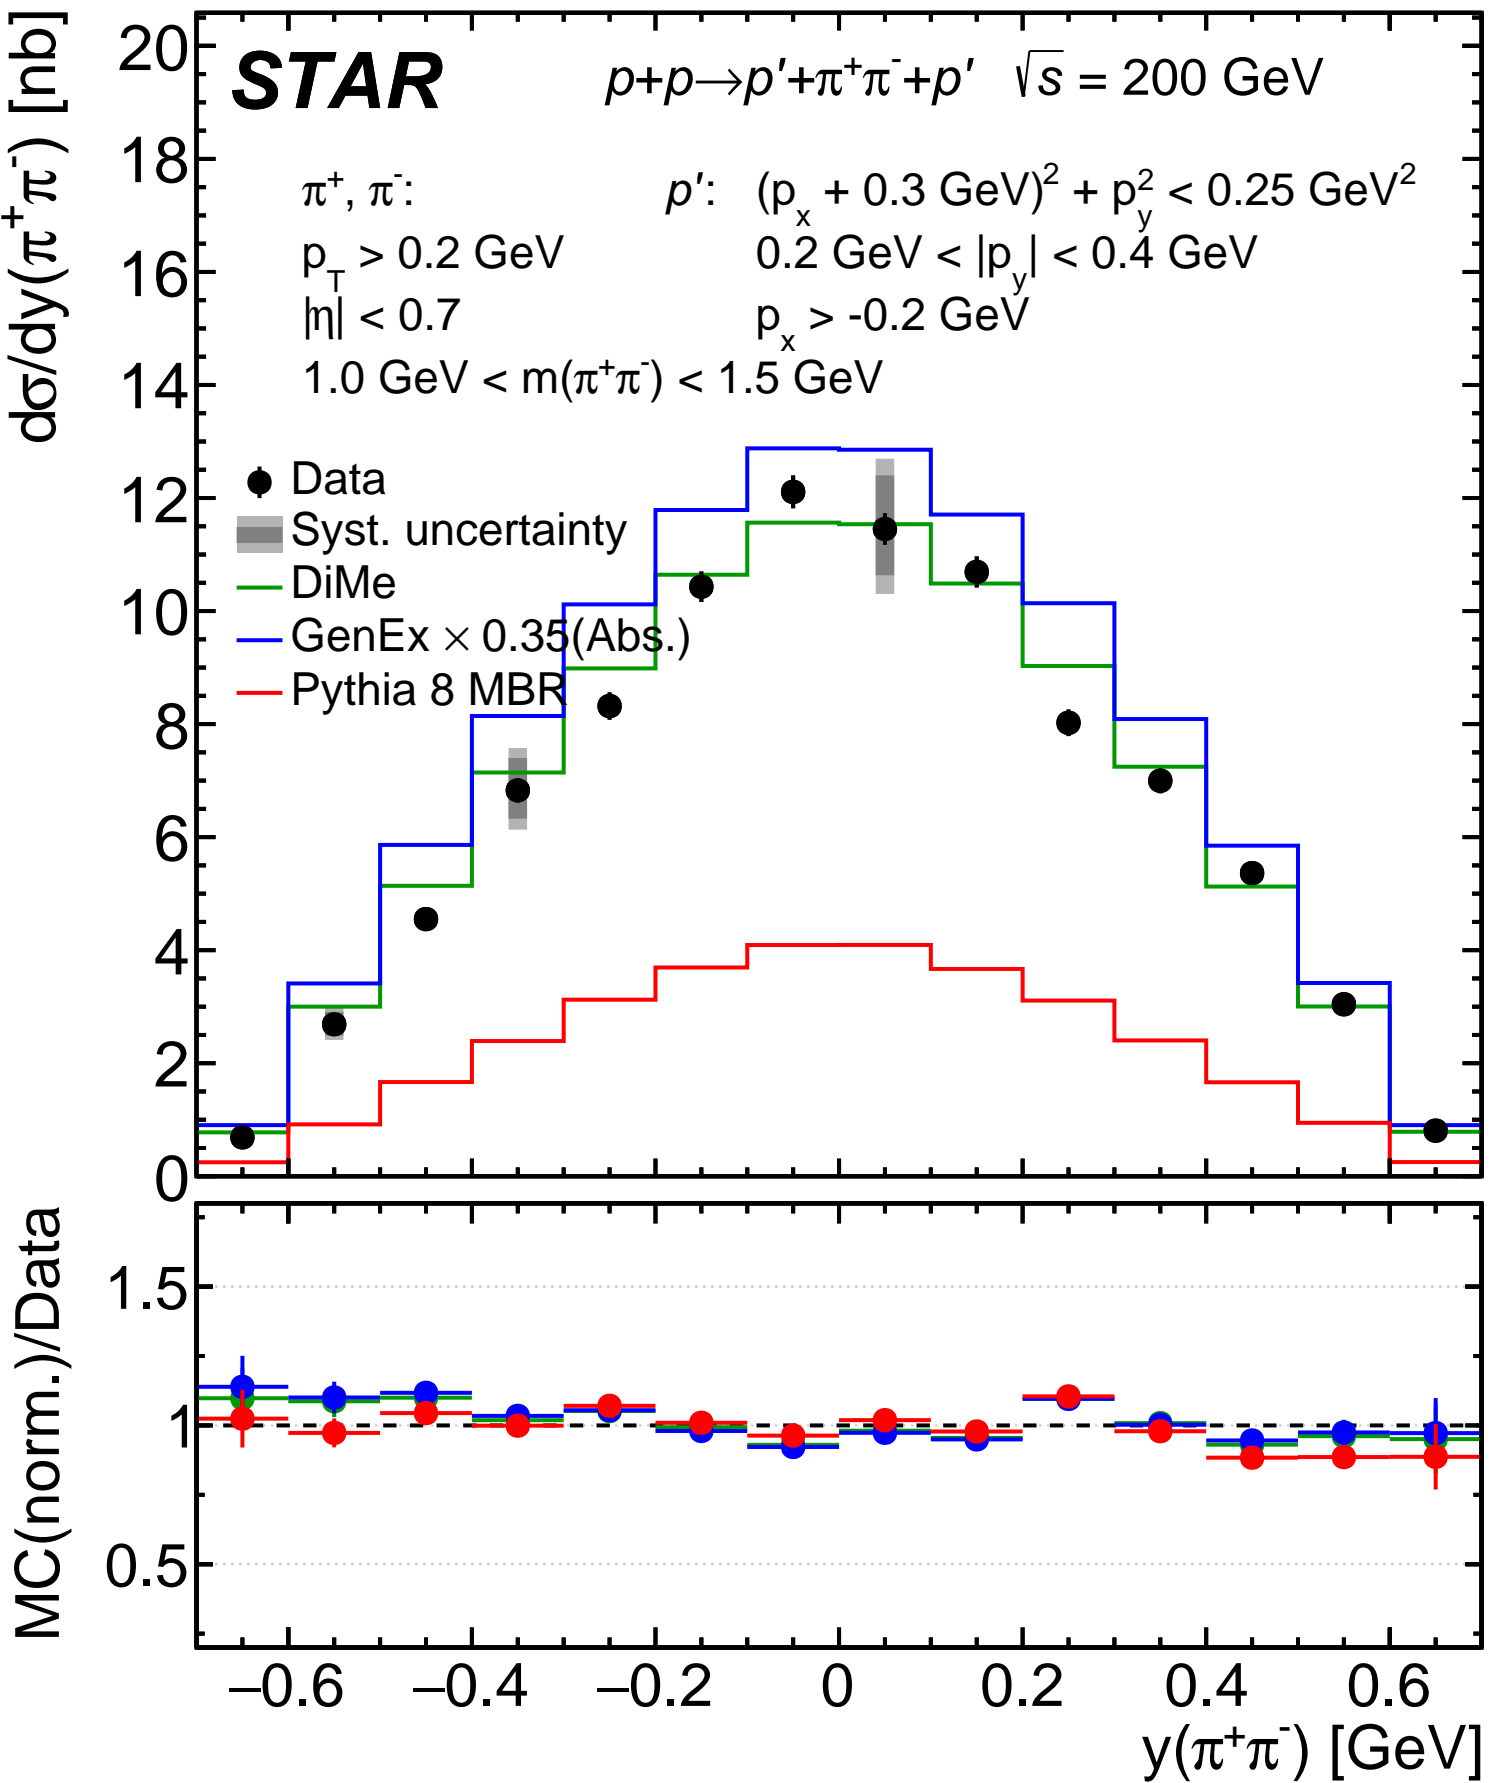 dσ/dy(π⁺π⁻) [nb]
20
18
16
14
12
10
8
6
4
2
0
STAR
p+p→p′+π⁺π⁻+p′ √s = 200 GeV
π⁺, π⁻:
p_T > 0.2 GeV
|η| < 0.7
1.0 GeV < m(π⁺π⁻) < 1.5 GeV
p′: (p_x + 0.3 GeV)² + p_y² < 0.25 GeV²
0.2 GeV < |p_y| < 0.4 GeV
p_x > -0.2 GeV
Data
Syst. uncertainty
DiMe
GenEx × 0.35(Abs.)
Pythia 8 MBR
MC(norm.)/Data
1.5
1
0.5
−0.6 −0.4 −0.2 0 0.2 0.4 0.6
y(π⁺π⁻) [GeV]